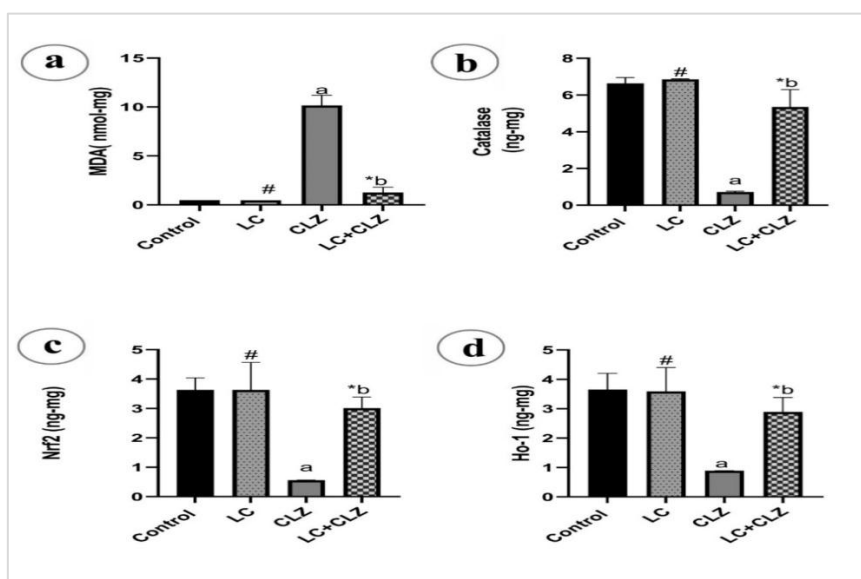 a
MDA( nmol-mg)
15
10
5
0
#
a
*b
Control
LC
CLZ
LC+CLZ
b
Catalase
(ng-mg)
8
6
4
2
0
#
a
*b
Control
LC
CLZ
LC+CLZ
c
Nrf2 (ng-mg)
5
4
3
2
1
0
#
a
*b
Control
LC
CLZ
LC+CLZ
d
Ho-1 (ng-mg)
5
4
3
2
1
0
#
a
*b
Control
LC
CLZ
LC+CLZ